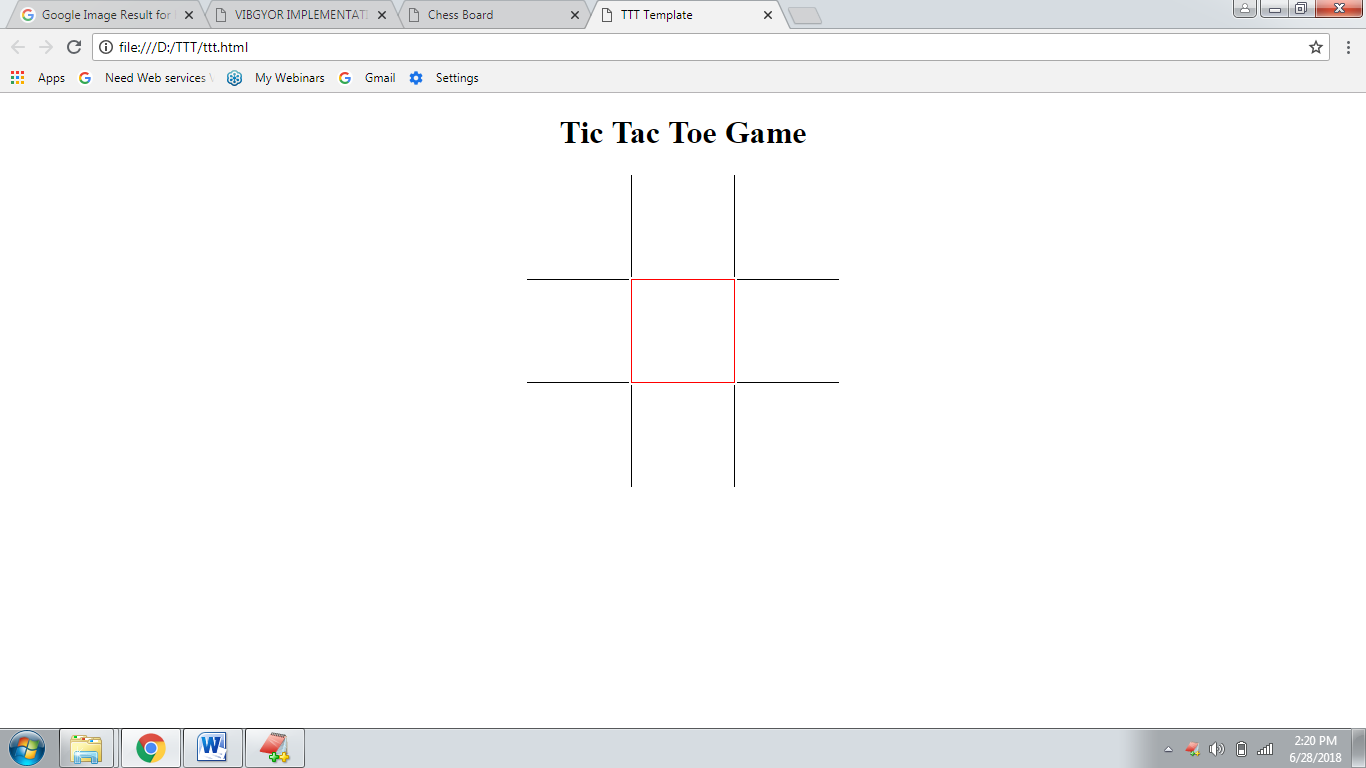 Google Image Result for
VIBGYOR IMPLEMENTATI
Chess Board
TTT Template
file:///D:/TTT/ttt.html
Apps
Need Web services
My Webinars
Gmail
Settings
Tic Tac Toe Game
2:20 PM
6/28/2018